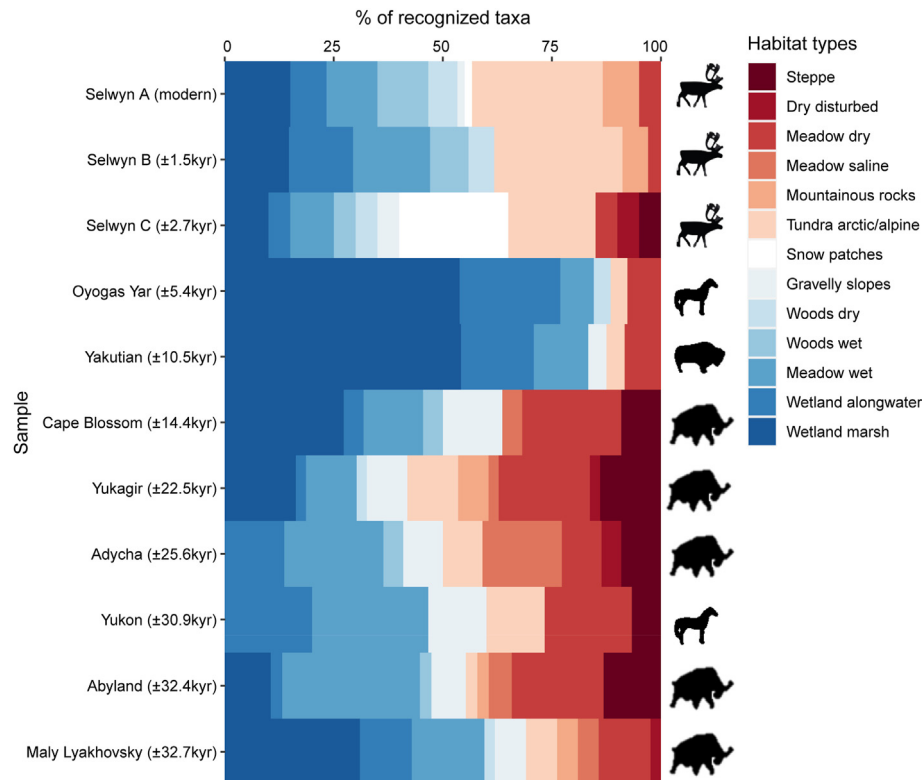 % of recognized taxa
0 25 50 75 100
Sample
Selwyn A (modern)
Selwyn B (±1.5kyr)
Selwyn C (±2.7kyr)
Oyogas Yar (±5.4kyr)
Yakutian (±10.5kyr)
Cape Blossom (±14.4kyr)
Yukagir (±22.5kyr)
Adycha (±25.6kyr)
Yukon (±30.9kyr)
Abyland (±32.4kyr)
Maly Lyakhovsky (±32.7kyr)
Habitat types
Steppe
Dry disturbed
Meadow dry
Meadow saline
Mountainous rocks
Tundra arctic/alpine
Snow patches
Gravelly slopes
Woods dry
Woods wet
Meadow wet
Wetland alongwater
Wetland marsh